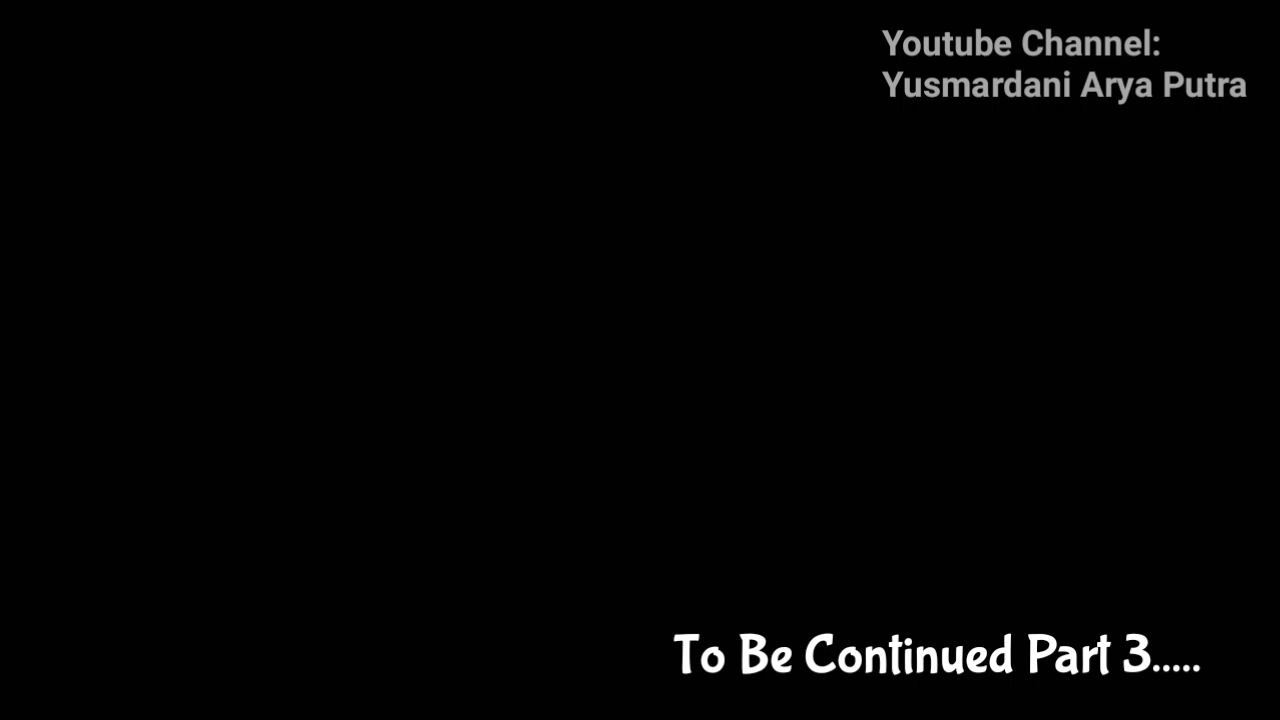 Youtube Channel:
Yusmardani Arya Putra
To Be Continued Part 3.....